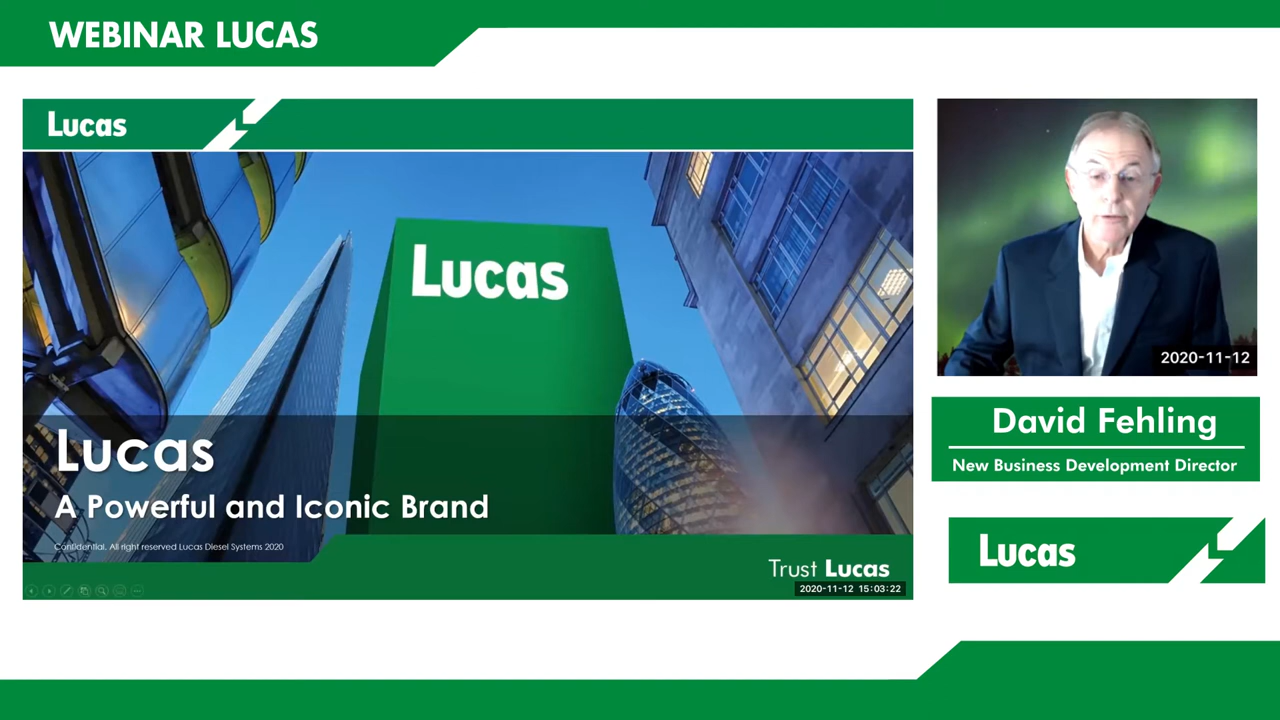 WEBINAR LUCAS
Lucas
Lucas
Lucas
A Powerful and Iconic Brand
Confidential. All right reserved Lucas Diesel Systems 2020
Trust Lucas
2020-11-12 15:03:22
2020-11-12
David Fehling
New Business Development Director
Lucas